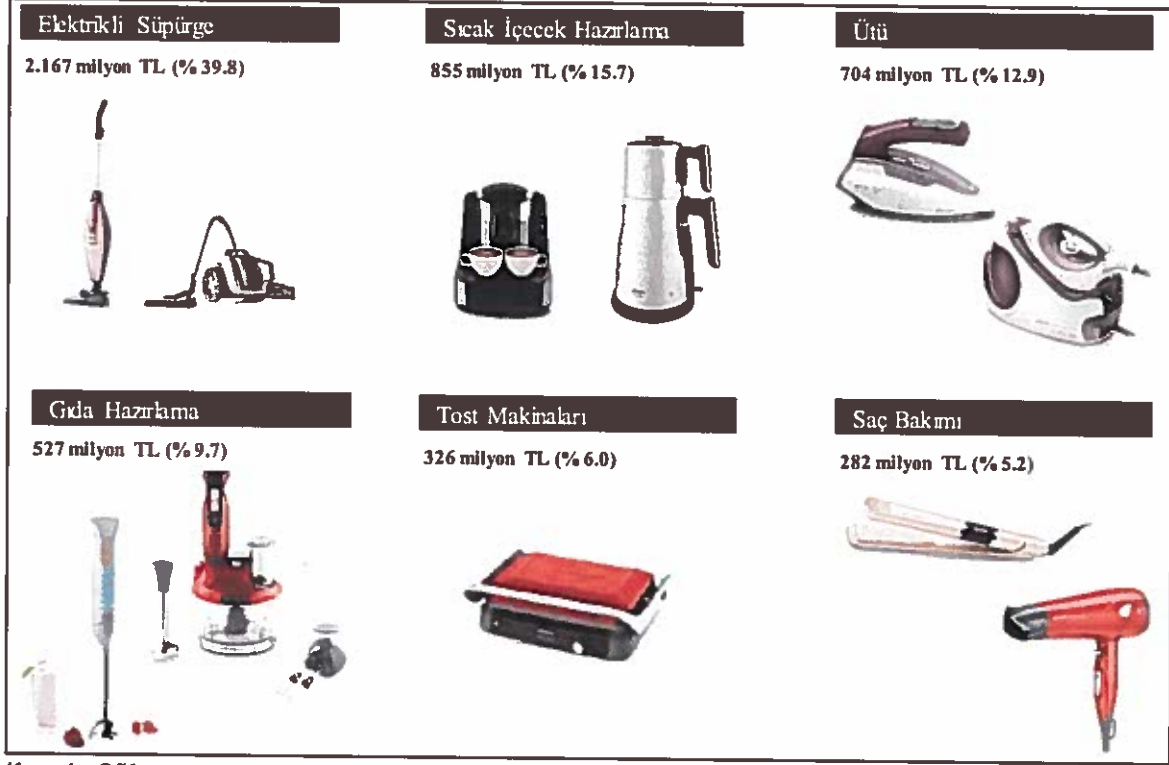 Elektrikli Süpürge
2.167 milyon TL (% 39.8)
Sıcak İçecek Hazırlama
855 milyon TL (% 15.7)
Ütü
704 milyon TL (% 12.9)
Gıda Hazırlama
527 milyon TL (% 9.7)
Tost Makinaları
326 milyon TL (% 6.0)
Saç Bakımı
282 milyon TL (% 5.2)